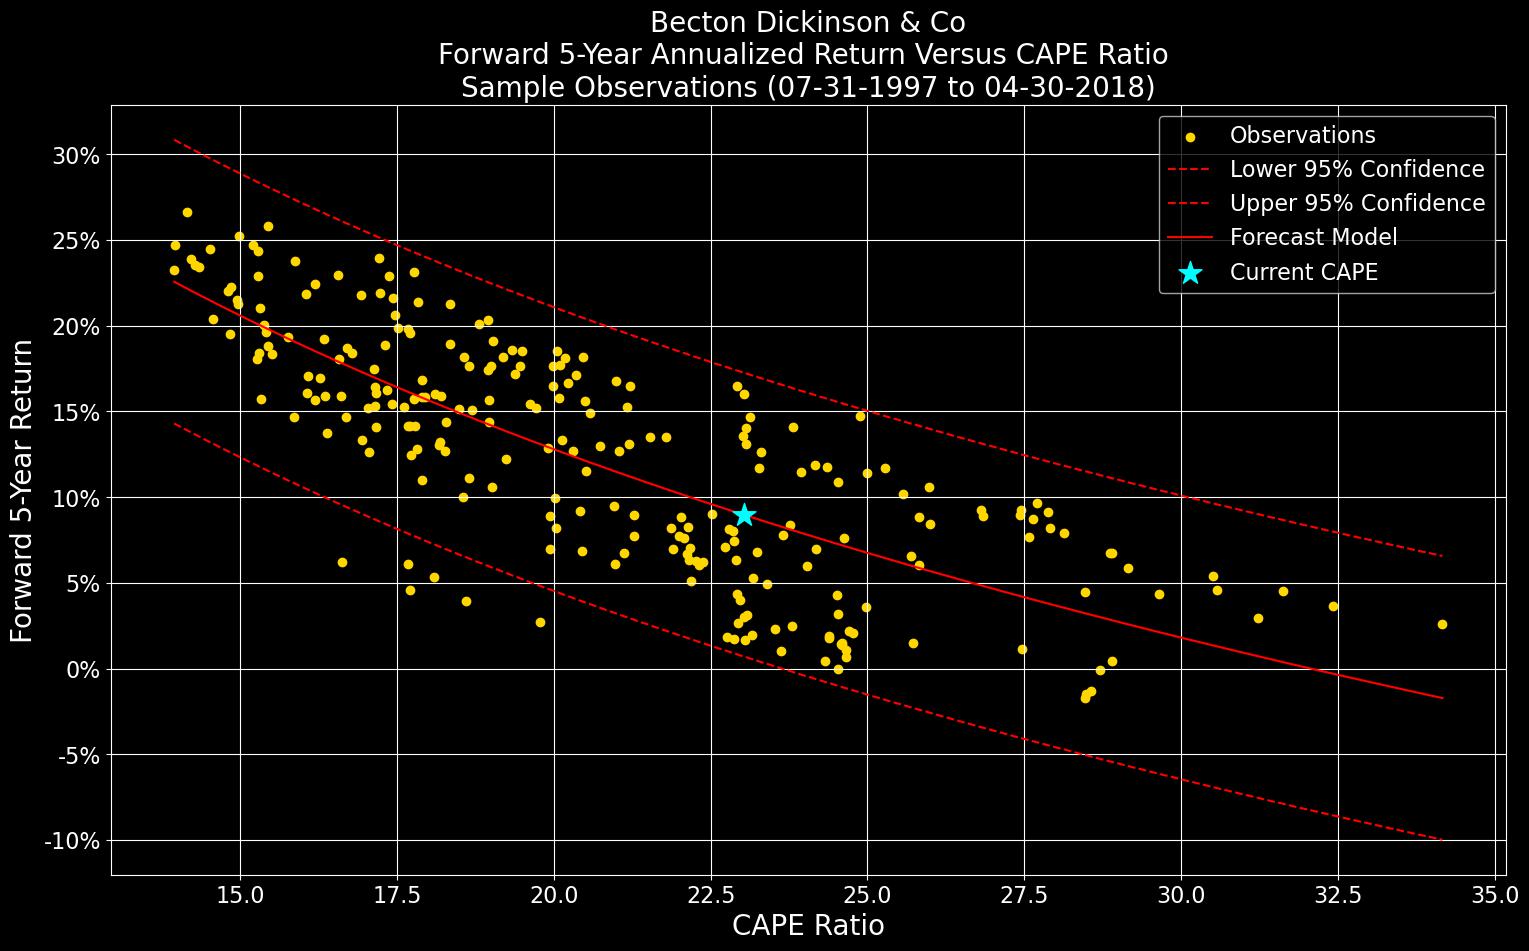 Becton Dickinson & Co
Forward 5-Year Annualized Return Versus CAPE Ratio
Sample Observations (07-31-1997 to 04-30-2018)
Observations
Lower 95% Confidence
Upper 95% Confidence
Forecast Model
Current CAPE
Forward 5-Year Return
30%
25%
20%
15%
10%
5%
0%
-5%
-10%
15.0 17.5 20.0 22.5 25.0 27.5 30.0 32.5 35.0
CAPE Ratio